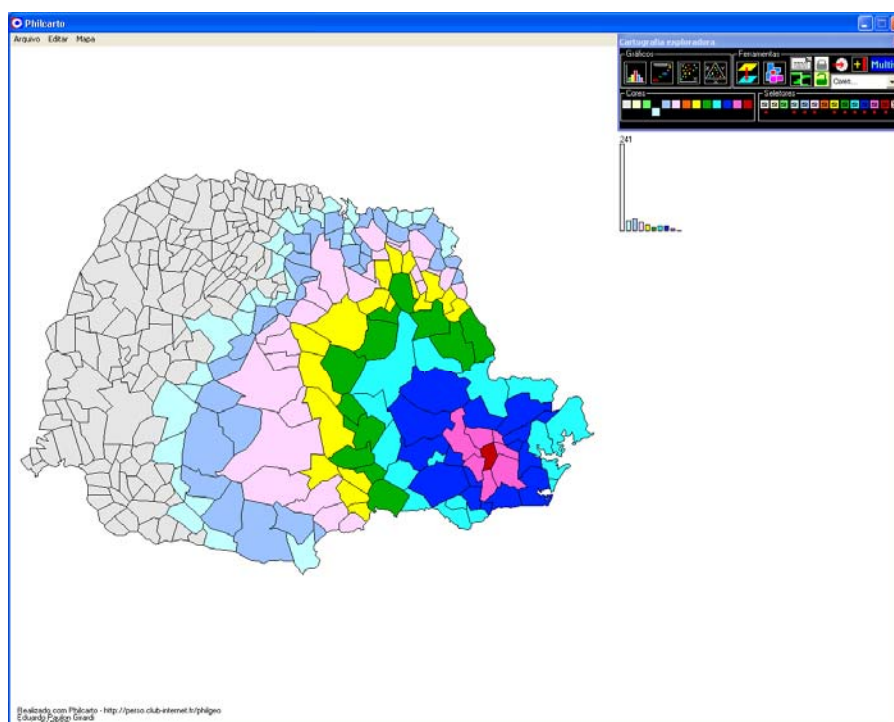 Philcarto
Arquivo Editar Mapa
Cartografia exploradora
Gráficos
Ferramentas
Multiv
Cores
Seletores
241
Realizado com Philcarto - http://perso.club-internet.fr/philgeo
Eduardo Paulon Girardi